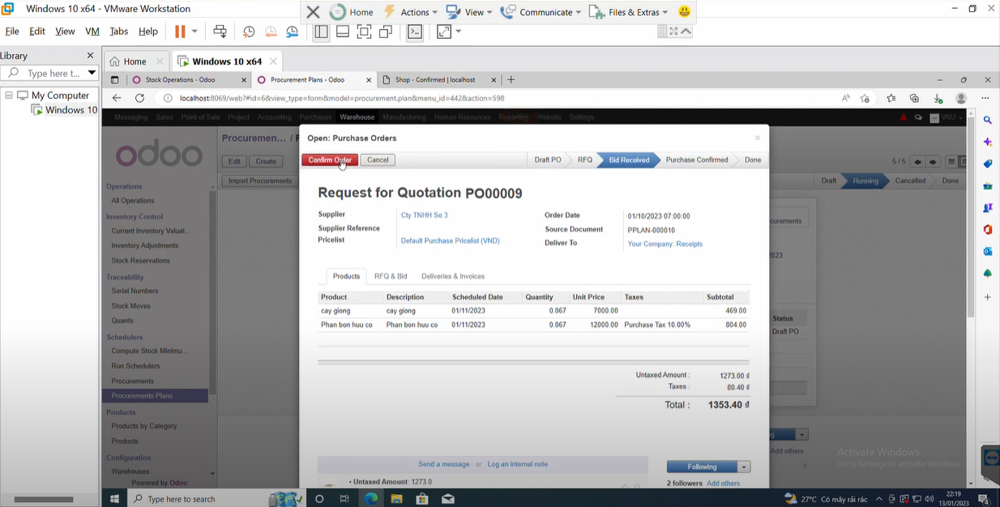 Windows 10 x64 - VMware Workstation
Home Actions View Communicate Files & Extras
File Edit View VM Tabs Help
Library
Type here t...
My Computer
Windows 10
Home Windows 10 x64
Stock Operations - Odoo Procurement Plans - Odoo Shop - Confirmed | localhost
localhost:8069/web?#id=6&view_type=form&model=procurement.plan&menu_id=442&action=598
Messaging Sales Point of Sale Project Accounting Purchases Warehouse Manufacturing Human Resources Reporting Website Settings VNU
odoo
Operations
All Operations
Inventory Control
Current Inventory Valuat...
Inventory Adjustments
Stock Reservations
Traceability
Serial Numbers
Stock Moves
Quants
Schedulers
Compute Stock Minimu...
Run Schedulers
Procurements
Procurements Plans
Products
Products by Category
Products
Configuration
Warehouses
Powered by Odoo
Procuremen... /
Edit Create
Import Procurements
5 / 5
Draft Running Cancelled Done
Open: Purchase Orders
Confirm Order Cancel
Draft PO RFQ Bid Received Purchase Confirmed Done
Request for Quotation PO00009
Supplier Cty TNHH So 3
Supplier Reference
Pricelist Default Purchase Pricelist (VND)
Order Date 01/10/2023 07:00:00
Source Document PPLAN-000010
Deliver To Your Company: Receipts
Products RFQ & Bid Deliveries & Invoices
Product Description Scheduled Date Quantity Unit Price Taxes Subtotal
cay giong cay giong 01/11/2023 0.067 7000.00 469.00
Phan bon huu co Phan bon huu co 01/11/2023 0.067 12000.00 Purchase Tax 10.00% 804.00
Untaxed Amount : 1273.00 đ
Taxes : 80.40 đ
Total : 1353.40 đ
Send a message or Log an internal note
• Untaxed Amount: 1273.0
Following
2 followers Add others
curements
023
Status
Draft PO
g
Add others
Activate Windows
Go to Settings to activate Windows.
Type here to search
27°C Có mây rải rác
22:19
13/01/2023
4